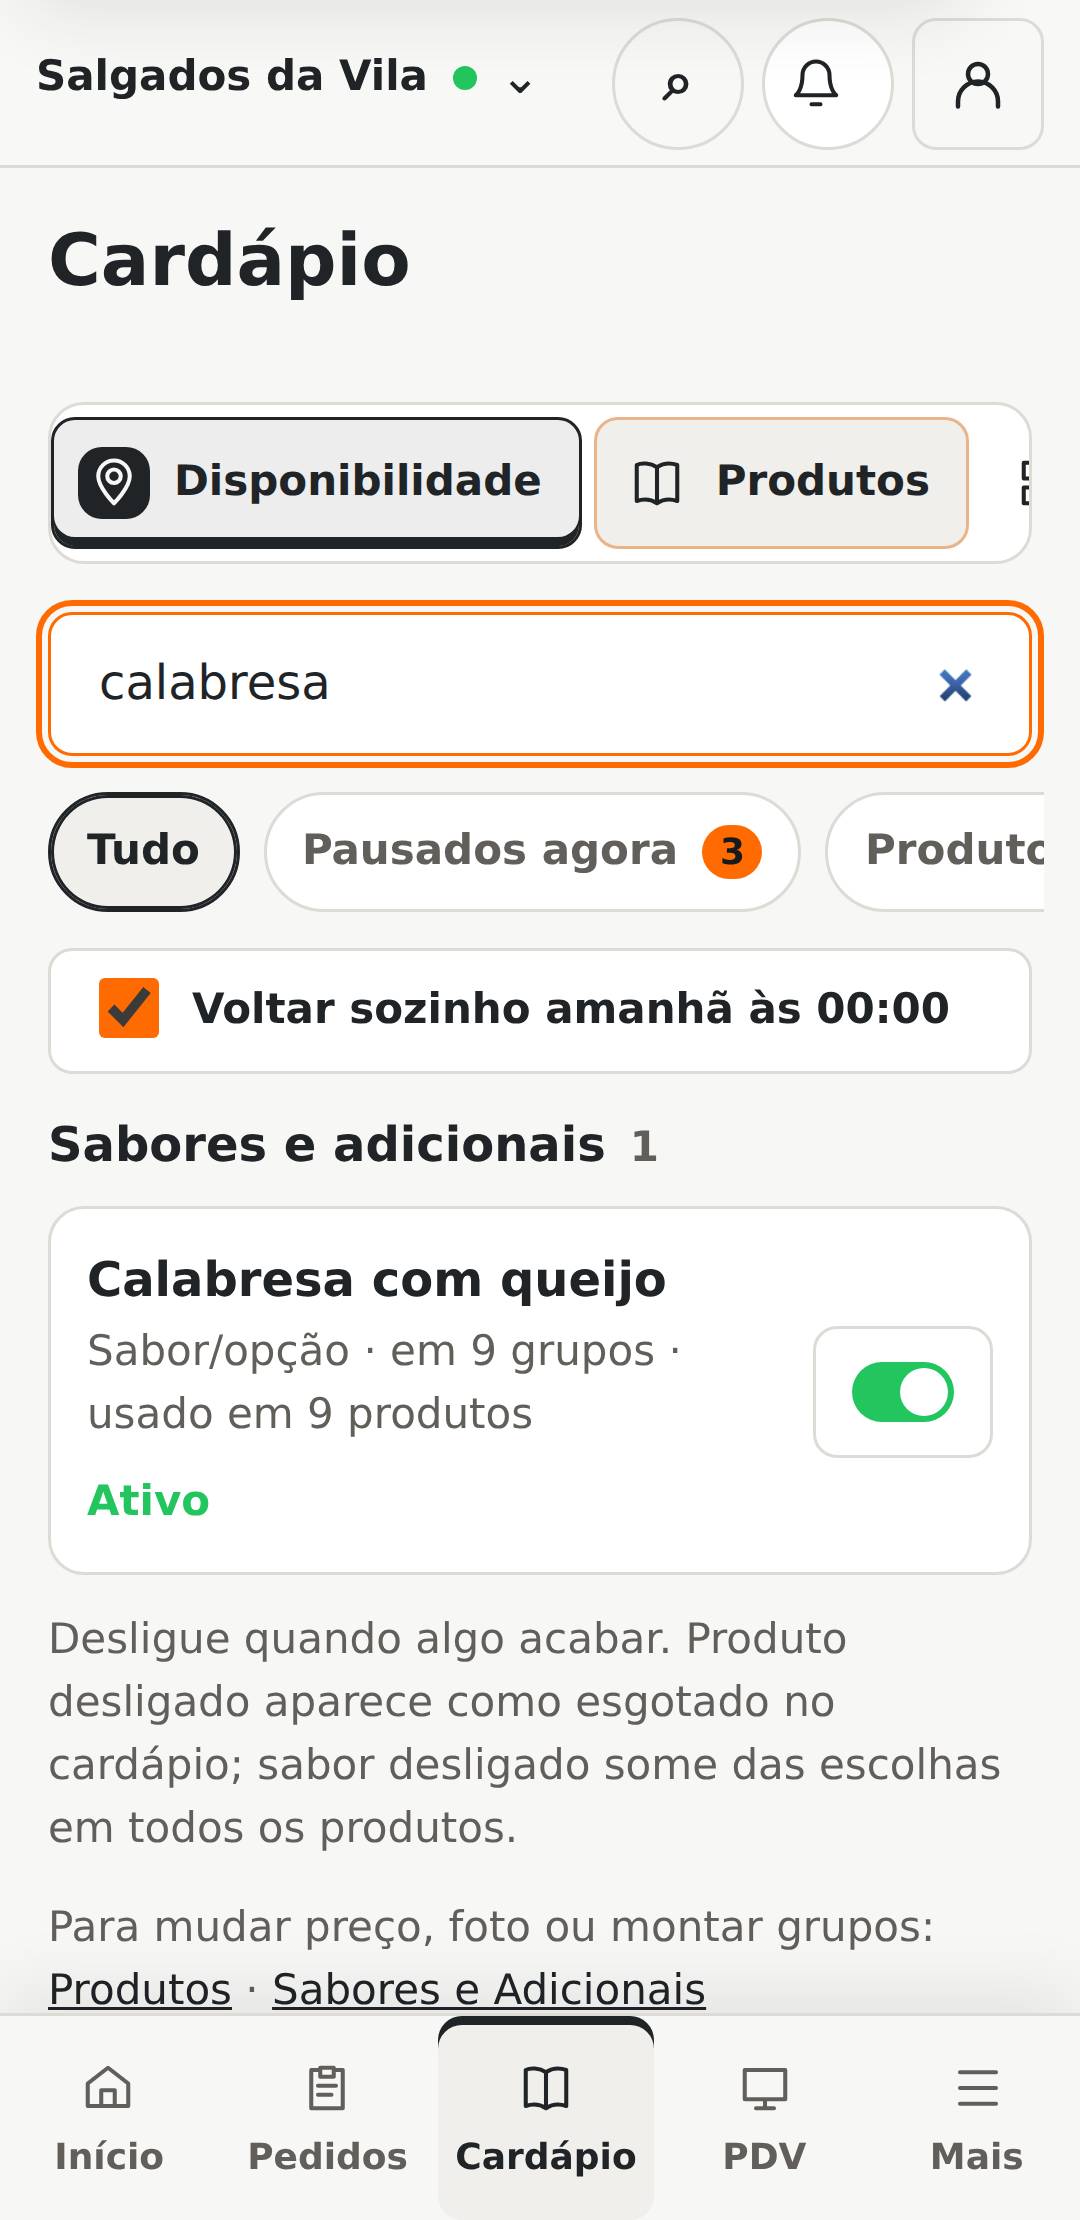 Salgados da Vila
Cardápio
Disponibilidade
Produtos
calabresa
Tudo
Pausados agora 3
Produto
Voltar sozinho amanhã às 00:00
Sabores e adicionais 1
Calabresa com queijo
Sabor/opção · em 9 grupos ·
usado em 9 produtos
Ativo
Desligue quando algo acabar. Produto
desligado aparece como esgotado no
cardápio; sabor desligado some das escolhas
em todos os produtos.
Para mudar preço, foto ou montar grupos:
Produtos · Sabores e Adicionais
Início
Pedidos
Cardápio
PDV
Mais